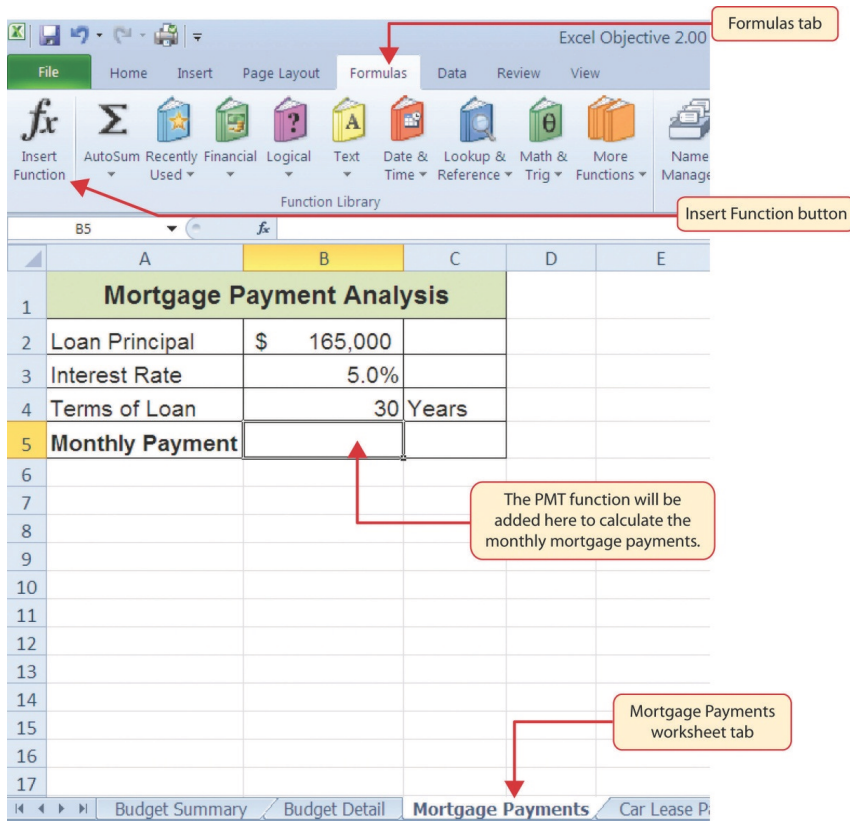 Formulas tab
Excel Objective 2.00
File Home Insert Page Layout Formulas Data Review View
Insert Function
AutoSum
Recently Used
Financial
Logical
Text
Date & Time
Lookup & Reference
Math & Trig
More Functions
Name
Function Library
Insert Function button
B5 fx
A B C D E
1 Mortgage Payment Analysis
2 Loan Principal $ 165,000
3 Interest Rate 5.0%
4 Terms of Loan 30 Years
5 Monthly Payment
6
7
8
9
10
11
12
13
14
15
16
17
The PMT function will be
added here to calculate the
monthly mortgage payments.
Mortgage Payments
worksheet tab
Budget Summary Budget Detail Mortgage Payments Car Lease